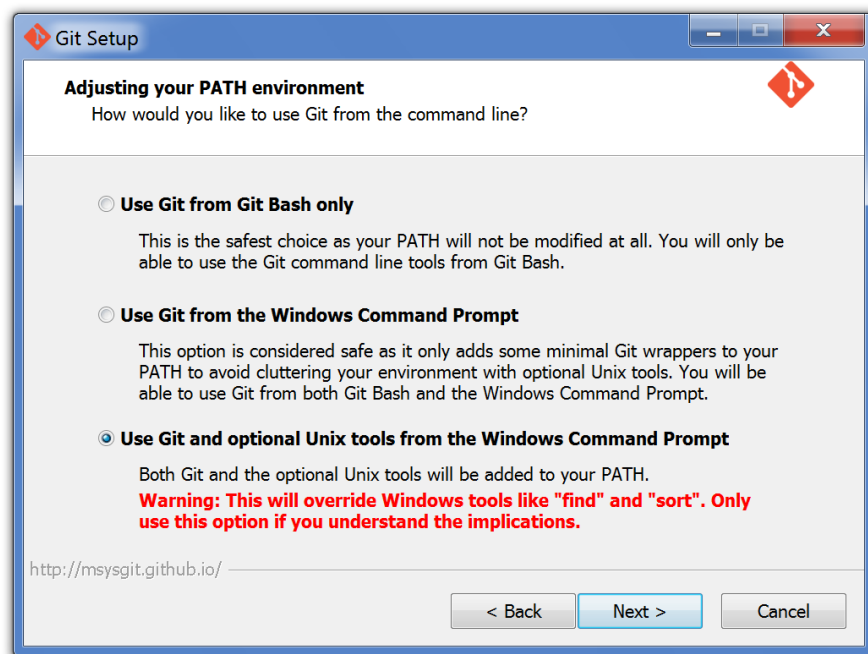 Git Setup
Adjusting your PATH environment
How would you like to use Git from the command line?
Use Git from Git Bash only
This is the safest choice as your PATH will not be modified at all. You will only be
able to use the Git command line tools from Git Bash.
Use Git from the Windows Command Prompt
This option is considered safe as it only adds some minimal Git wrappers to your
PATH to avoid cluttering your environment with optional Unix tools. You will be
able to use Git from both Git Bash and the Windows Command Prompt.
Use Git and optional Unix tools from the Windows Command Prompt
Both Git and the optional Unix tools will be added to your PATH.
Warning: This will override Windows tools like "find" and "sort". Only
use this option if you understand the implications.
http://msysgit.github.io/
< Back
Next >
Cancel